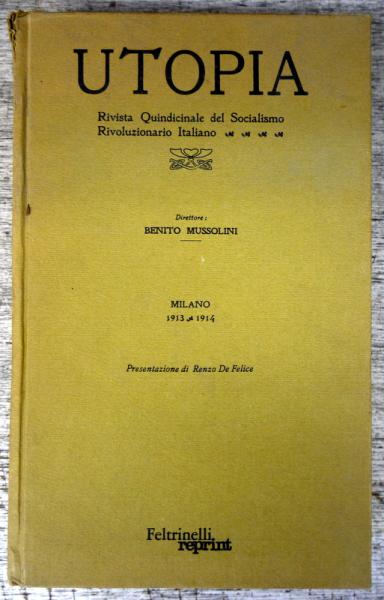 UTOPIA
Rivista Quindicinale del Socialismo
Rivoluzionario Italiano
Direttore:
BENITO MUSSOLINI
MILANO
1913 1914
Presentazione di Renzo De Felice
Feltrinelli
reprint